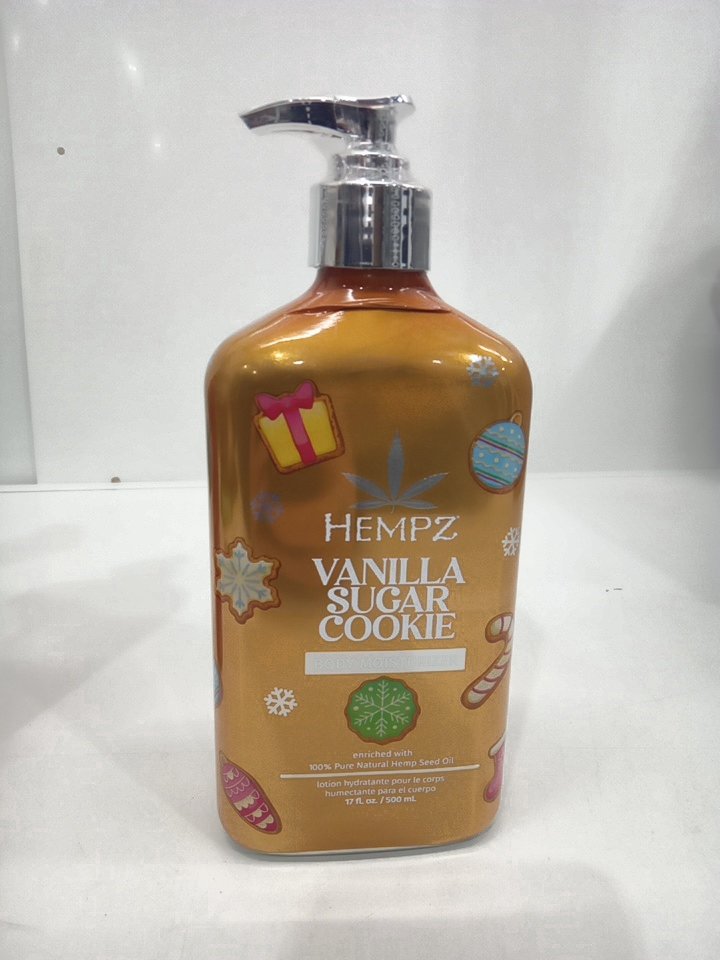 HEMPZ
VANILLA
SUGAR
COOKIE
BODY MOISTURIZER
enriched with
100% Pure Natural Hemp Seed Oil
lotion hydratante pour le corps
humectante para el cuerpo
17 fl. oz. / 500 mL